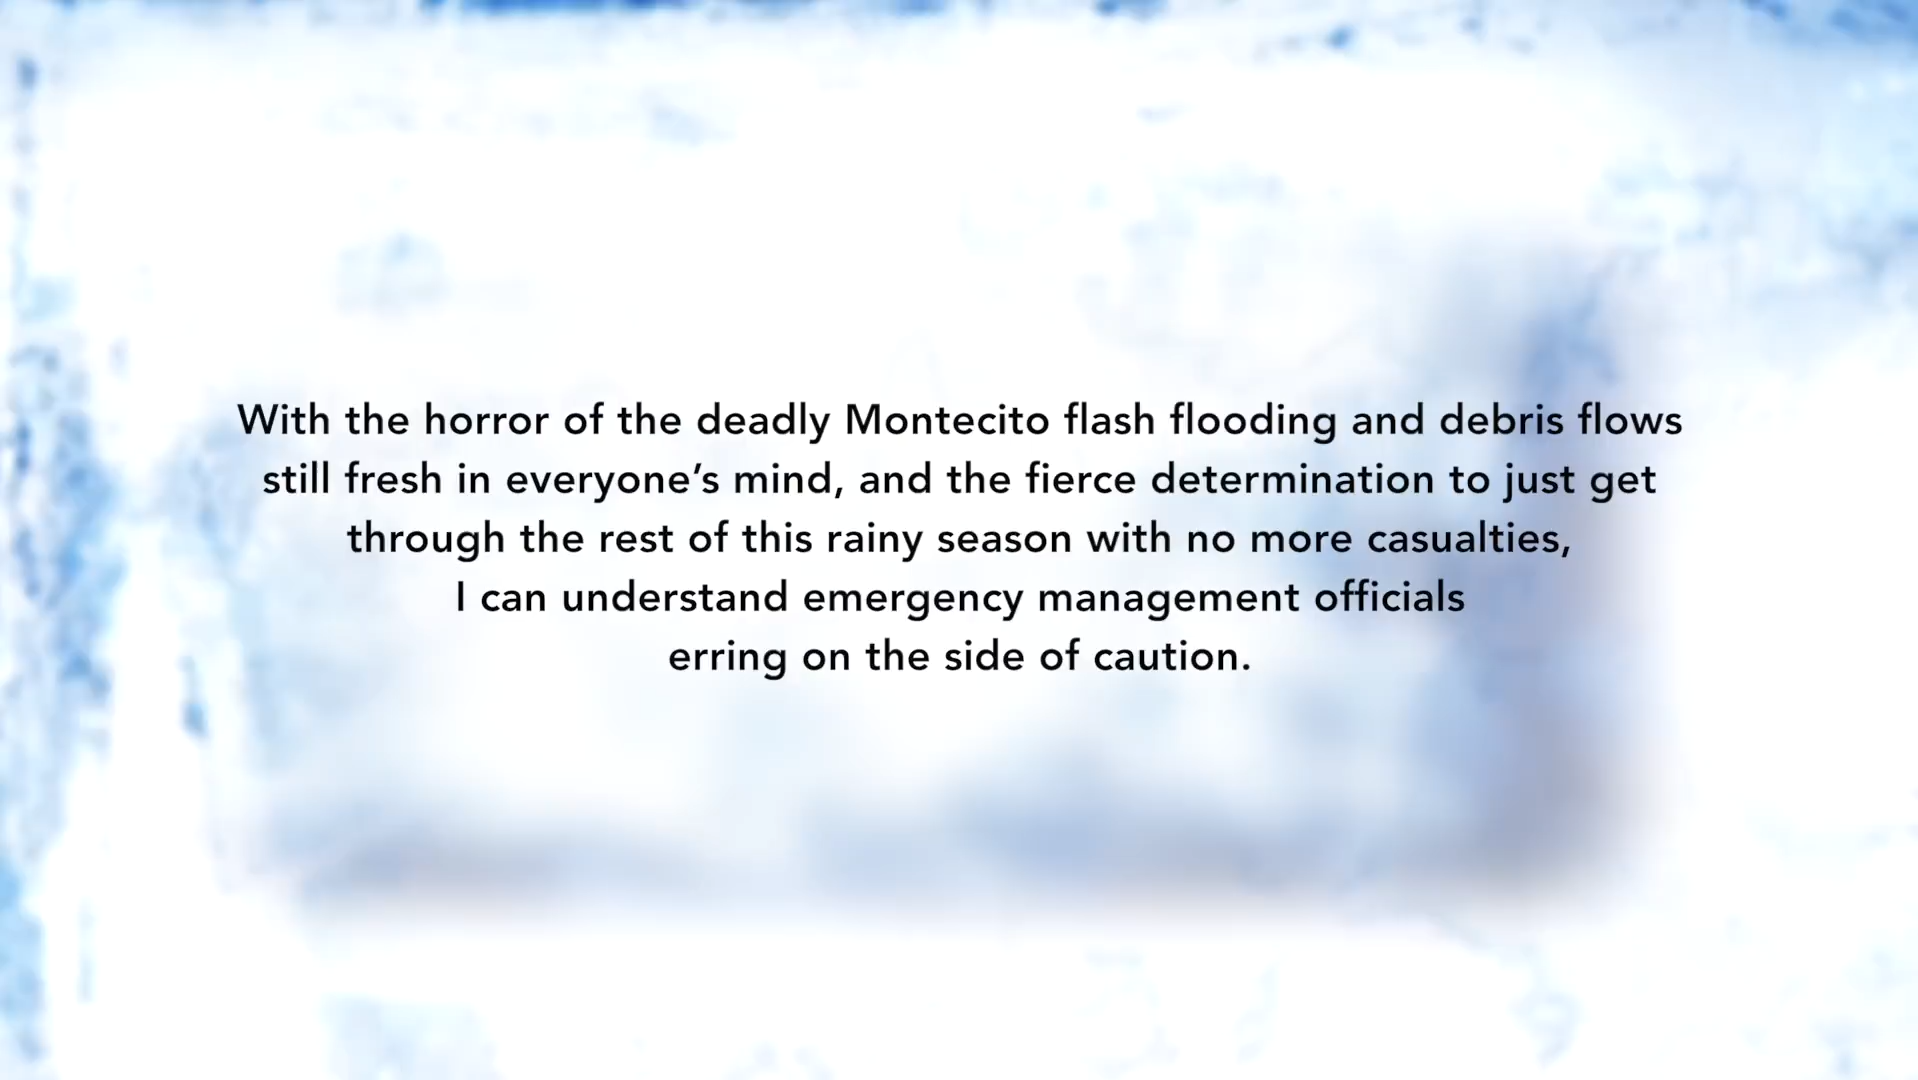 With the horror of the deadly Montecito flash flooding and debris flows
still fresh in everyone’s mind, and the fierce determination to just get
through the rest of this rainy season with no more casualties,
I can understand emergency management officials
erring on the side of caution.